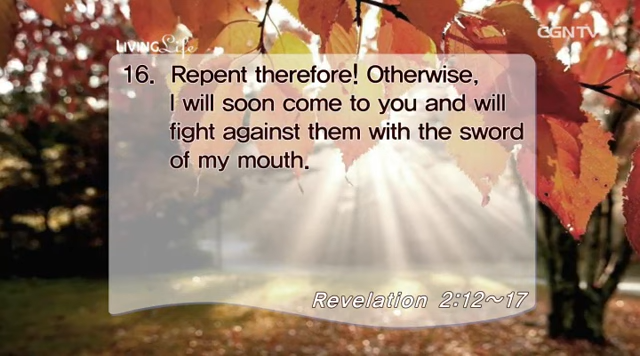 LIVING Life
CGNTV
16. Repent therefore! Otherwise,
I will soon come to you and will
fight against them with the sword
of my mouth.
Revelation 2:12~17